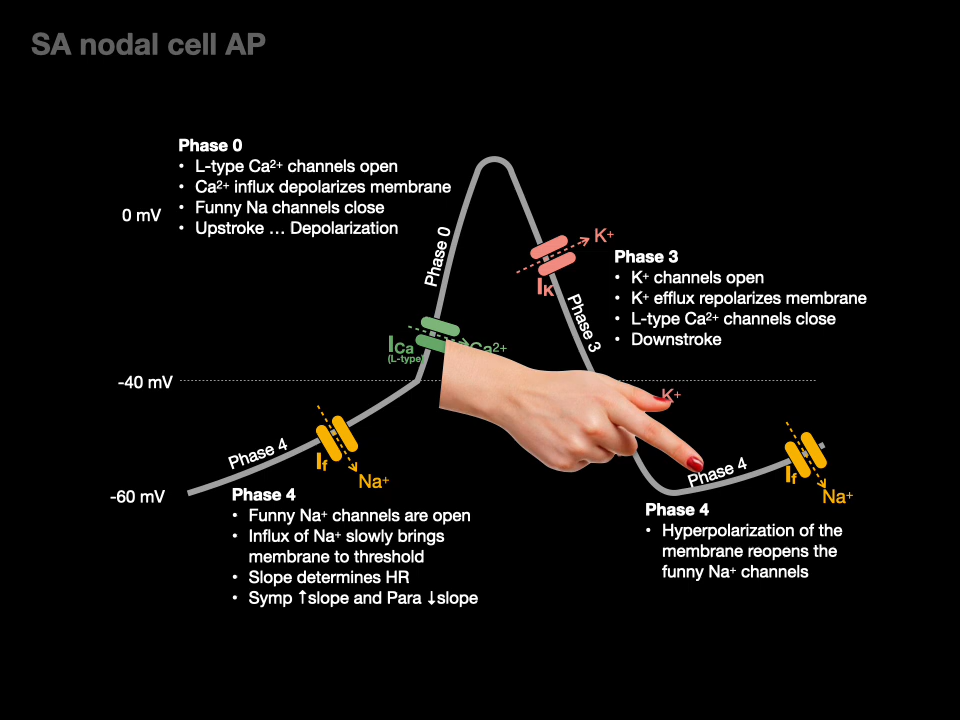 SA nodal cell AP
Phase 0
• L-type Ca²⁺ channels open
• Ca²⁺ influx depolarizes membrane
• Funny Na channels close
• Upstroke … Depolarization
0 mV
Phase 0
K⁺
I_K
Phase 3
Phase 3
• K⁺ channels open
• K⁺ efflux repolarizes membrane
• L-type Ca²⁺ channels close
• Downstroke
I_Ca
(L-type)
Ca²⁺
-40 mV
K⁺
Phase 4
I_f
Na⁺
-60 mV
Phase 4
• Funny Na⁺ channels are open
• Influx of Na⁺ slowly brings
membrane to threshold
• Slope determines HR
• Symp ↑slope and Para ↓slope
Phase 4
I_f
Na⁺
Phase 4
• Hyperpolarization of the
membrane reopens the
funny Na⁺ channels